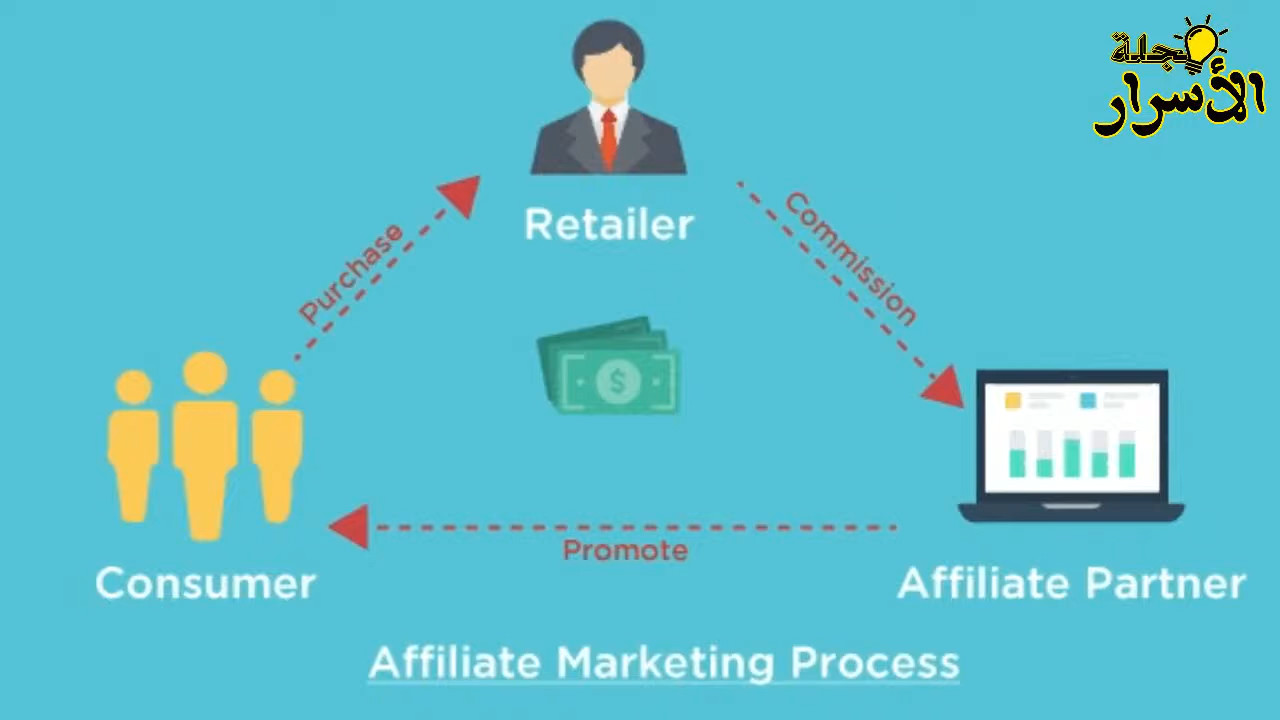 مجلة
الأسرار
Retailer
Purchase
Commission
$
Promote
Consumer
Affiliate Partner
Affiliate Marketing Process